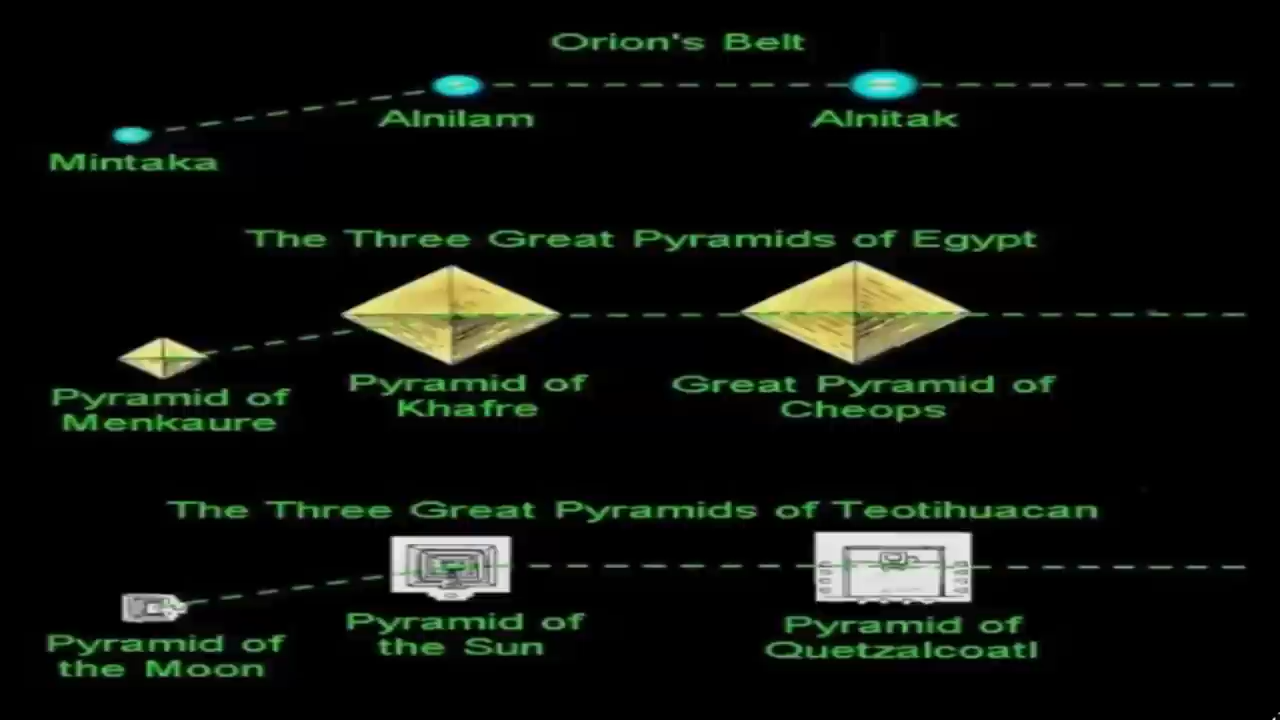 Orion's Belt
Alnilam
Alnitak
Mintaka
The Three Great Pyramids of Egypt
Pyramid of
Khafre
Great Pyramid of
Cheops
Pyramid of
Menkaure
The Three Great Pyramids of Teotihuacan
Pyramid of
the Sun
Pyramid of
Quetzalcoatl
Pyramid of
the Moon